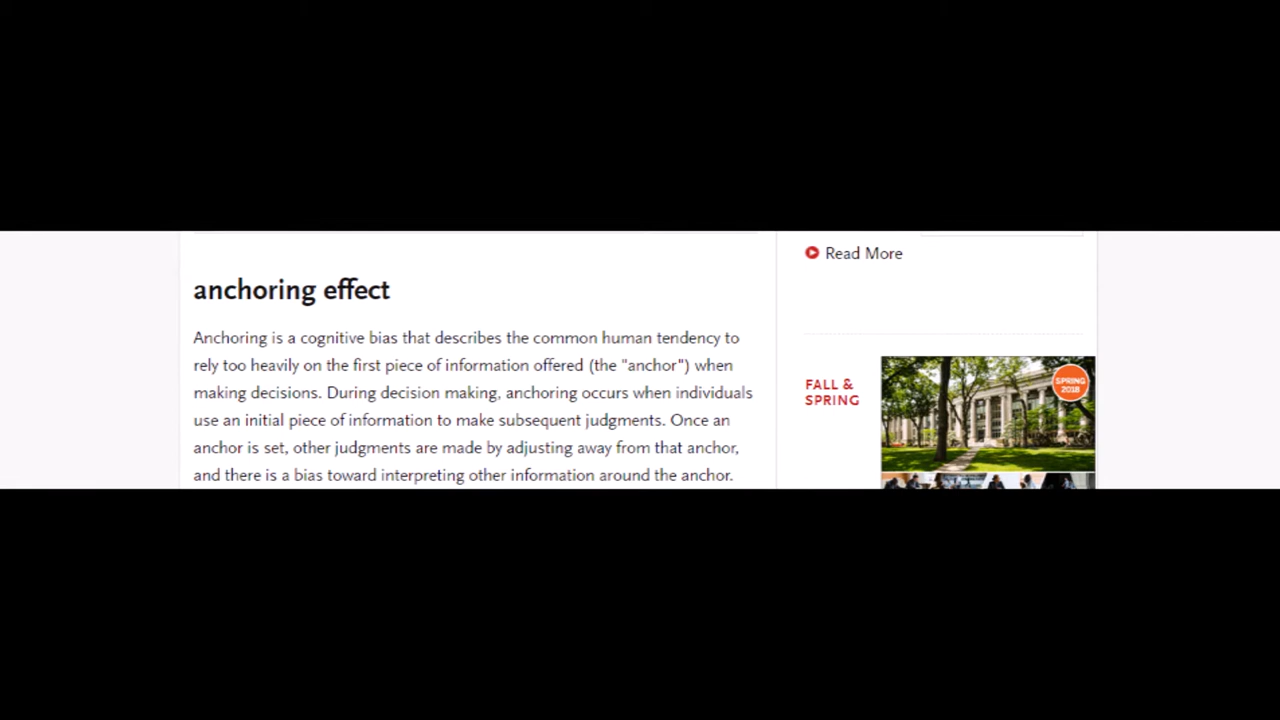 Read More
anchoring effect
Anchoring is a cognitive bias that describes the common human tendency to
rely too heavily on the first piece of information offered (the "anchor") when
making decisions. During decision making, anchoring occurs when individuals
use an initial piece of information to make subsequent judgments. Once an
anchor is set, other judgments are made by adjusting away from that anchor,
and there is a bias toward interpreting other information around the anchor.
FALL &
SPRING
SPRING
2018